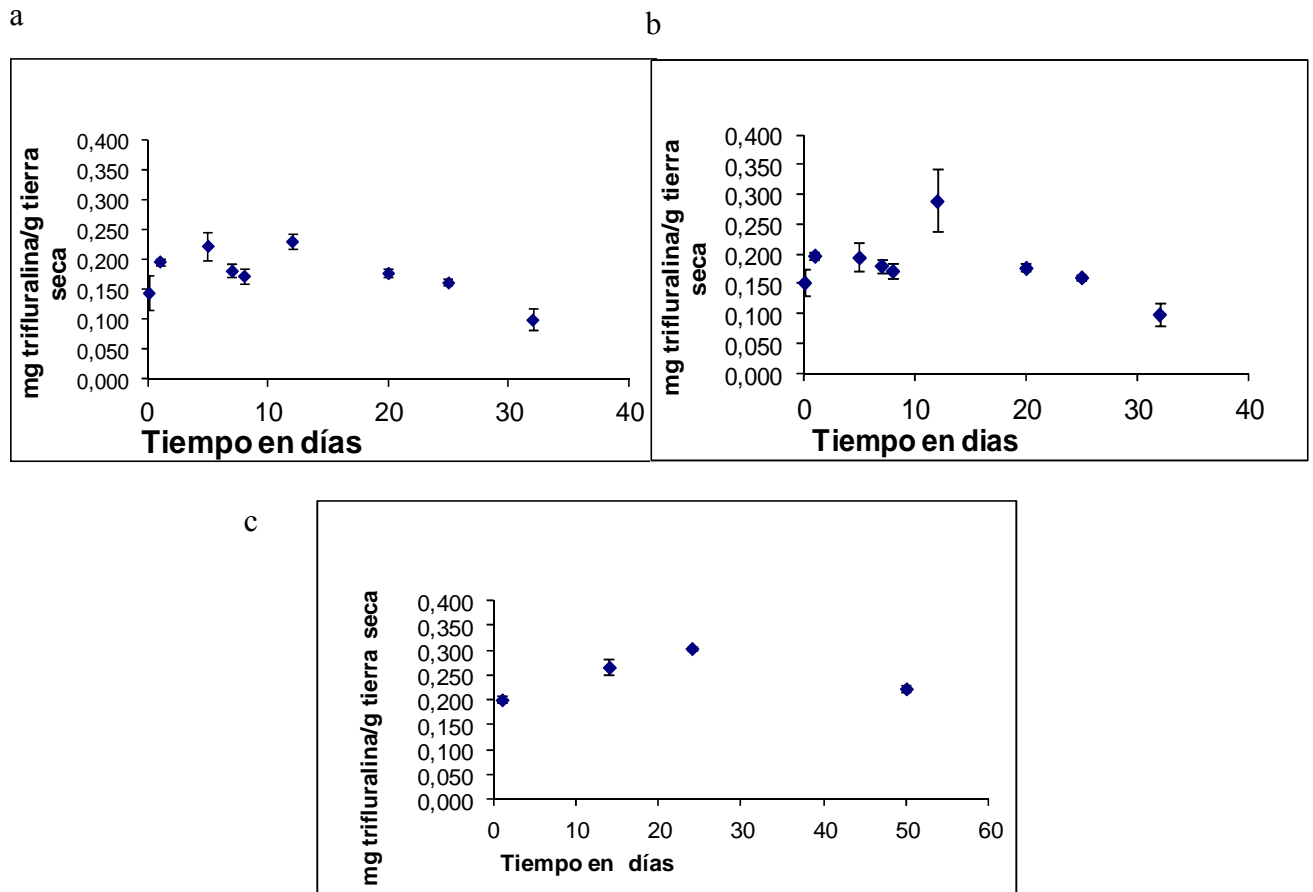 a
b
mg trifluralina/g tierra
seca
0,400
0,350
0,300
0,250
0,200
0,150
0,100
0,050
0,000
0 10 20 30 40
Tiempo en días
mg trifluralina/g tierra
seca
0,400
0,350
0,300
0,250
0,200
0,150
0,100
0,050
0,000
0 10 20 30 40
Tiempo en dias
c
mg trifluralina/g tierra seca
0,400
0,350
0,300
0,250
0,200
0,150
0,100
0,050
0,000
0 10 20 30 40 50 60
Tiempo en días